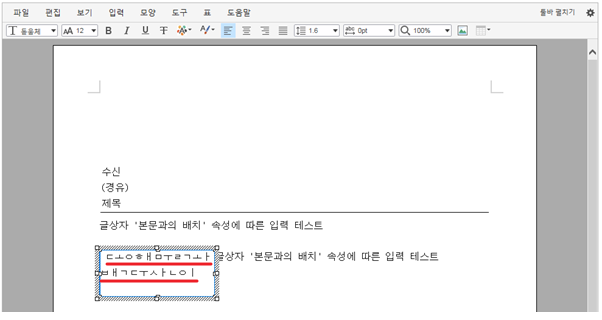 파일 편집 보기 입력 모양 도구 표 도움말 툴바 펼치기
돋움체 12 B I U 1.6 0pt 100%
수신
(경유)
제목
글상자 '본문과의 배치' 속성에 따른 입력 테스트
ㄷㅗㅇㅎㅐㅁㅜㄹㄱㅘ 글상자 '본문과의 배치' 속성에 따른 입력 테스트
ㅂㅐㄱㄷㅜㅅㅏㄴㅇㅣ